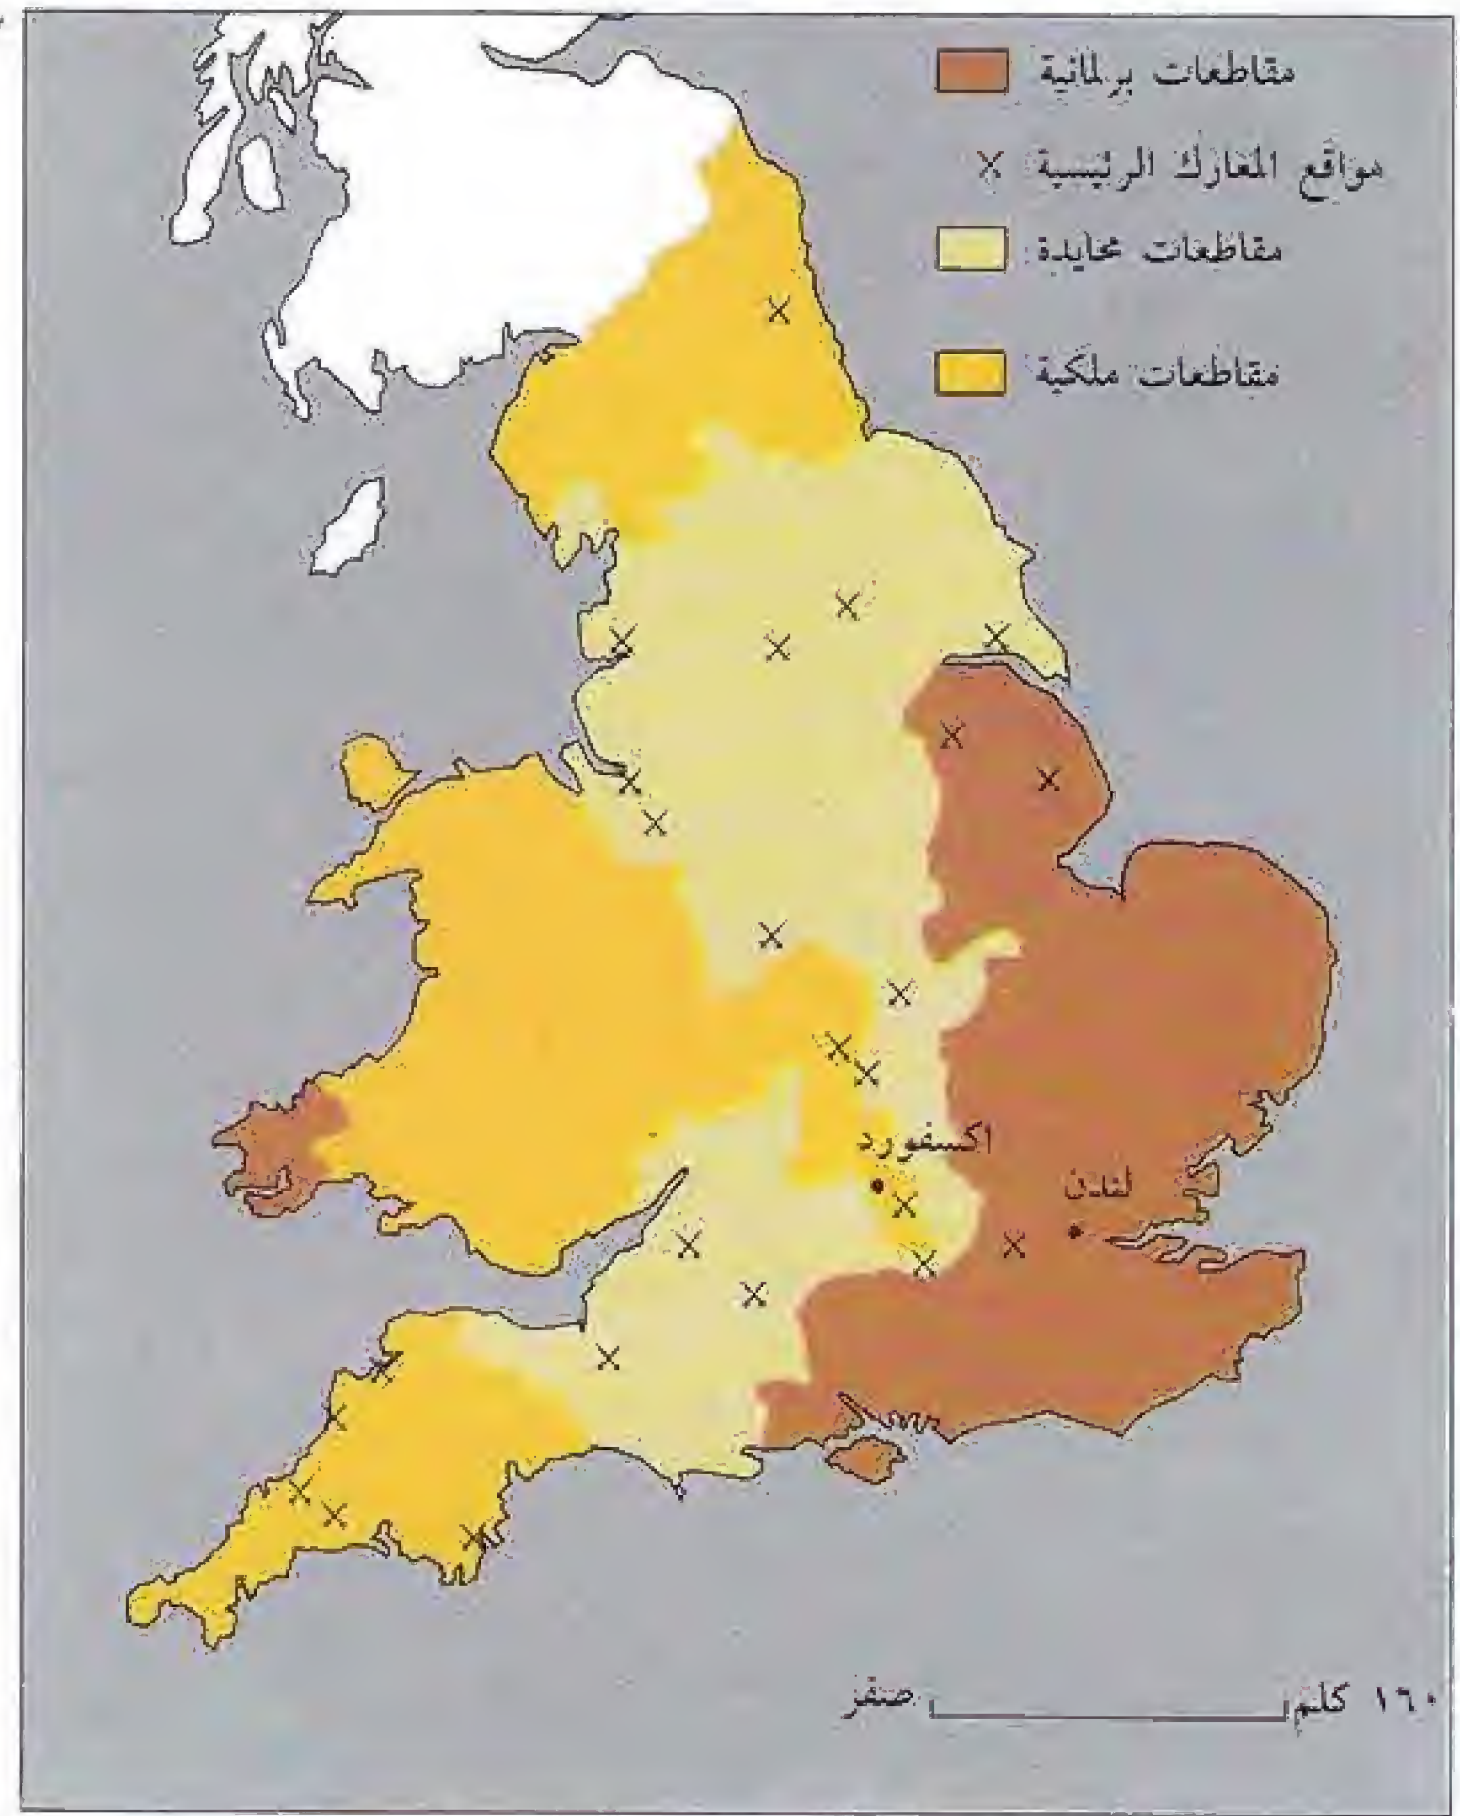 مقاطعات برلمانية
مواقع المعارك الرئيسية
مقاطعات محايدة
مقاطعات ملكية
اكسفورد
لندن
صفر ١٦٠ كلم